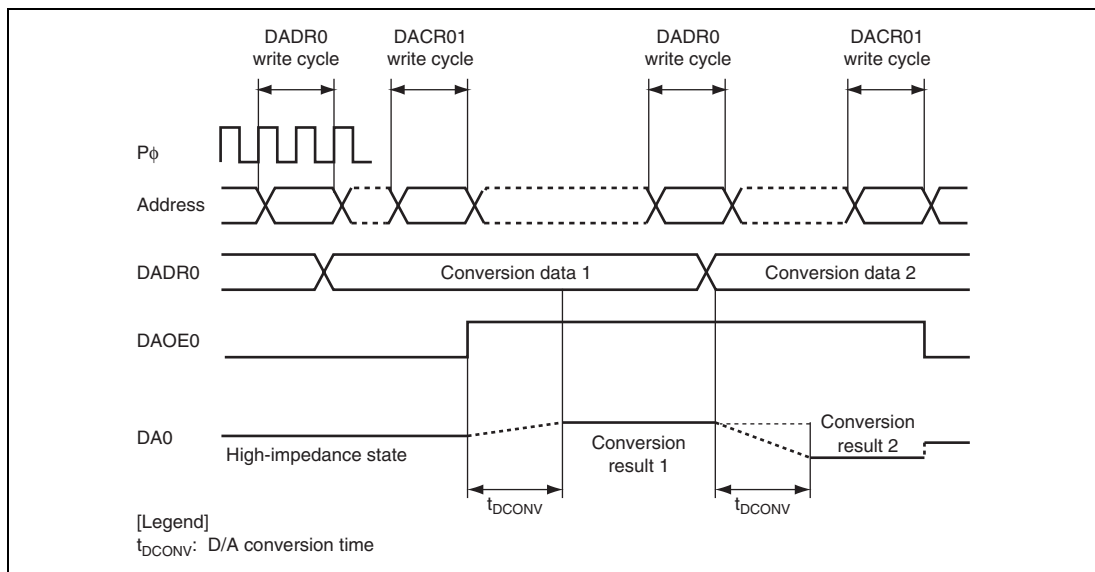 DADR0
write cycle
DACR01
write cycle
DADR0
write cycle
DACR01
write cycle
Pϕ
Address
DADR0
Conversion data 1
Conversion data 2
DAOE0
DA0
High-impedance state
Conversion
result 1
Conversion
result 2
tDCONV
tDCONV
[Legend]
tDCONV: D/A conversion time